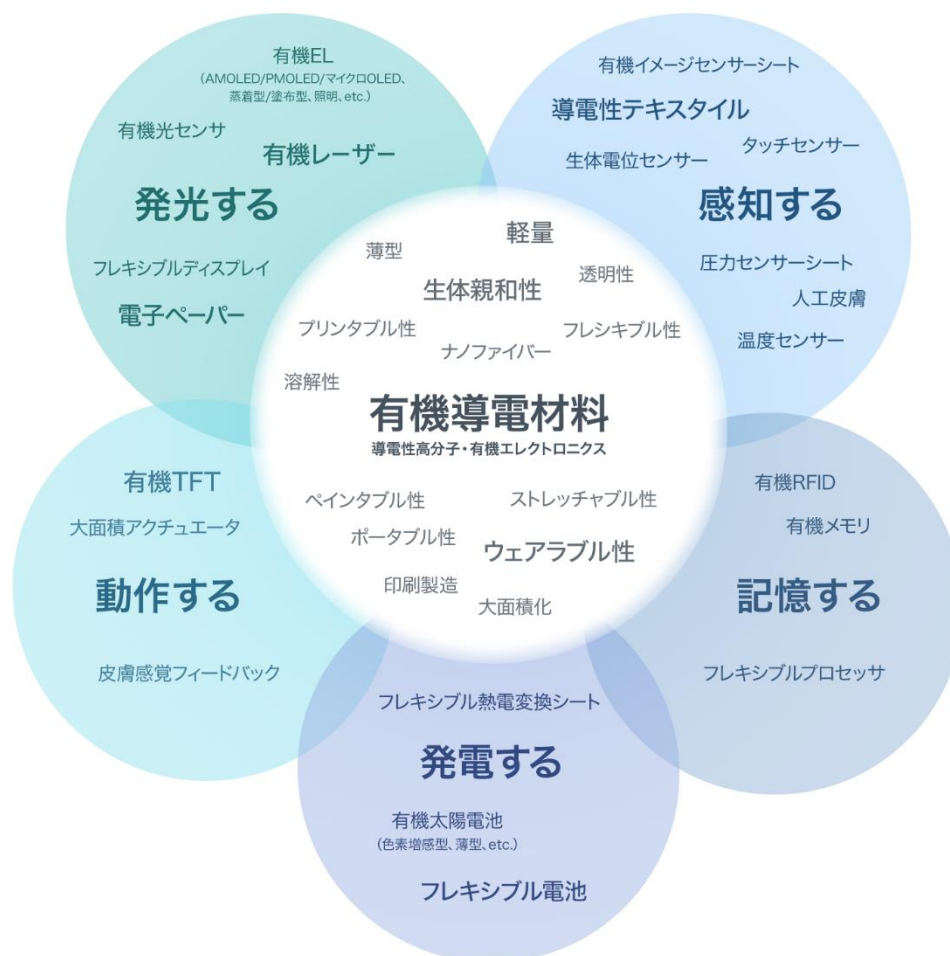 有機EL
(AMOLED/PMOLED/マイクロOLED、
蒸着型/塗布型、照明、etc.)
有機光センサ
有機レーザー
発光する
フレキシブルディスプレイ
電子ペーパー
有機イメージセンサーシート
導電性テキスタイル
生体電位センサー
タッチセンサー
感知する
圧力センサーシート
人工皮膚
温度センサー
軽量
薄型
透明性
生体親和性
プリンタブル性
フレシキブル性
ナノファイバー
溶解性
有機導電材料
導電性高分子・有機エレクトロニクス
ペインタブル性
ストレッチャブル性
ポータブル性
ウェアラブル性
印刷製造
大面積化
有機TFT
大面積アクチュエータ
動作する
皮膚感覚フィードバック
有機RFID
有機メモリ
記憶する
フレキシブルプロセッサ
フレキシブル熱電変換シート
発電する
有機太陽電池
(色素増感型、薄型、etc.)
フレキシブル電池